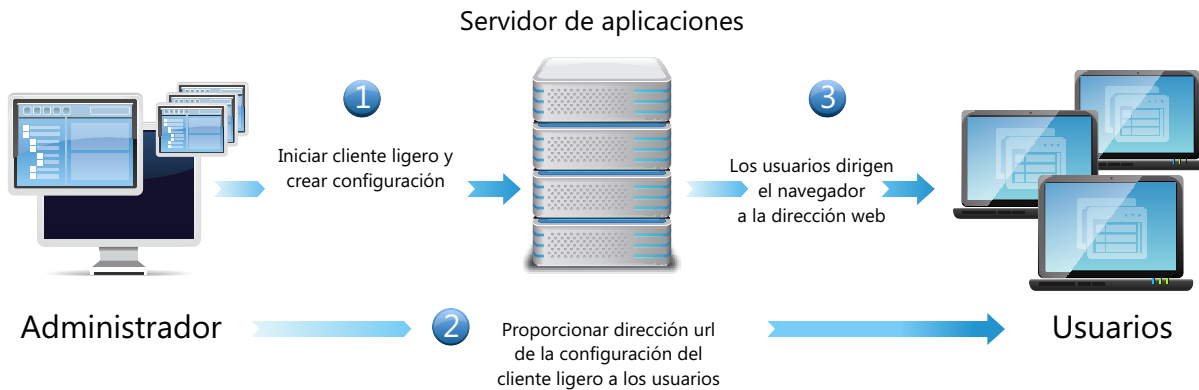 Servidor de aplicaciones
1
Iniciar cliente ligero y
crear configuración
3
Los usuarios dirigen
el navegador
a la dirección web
Administrador
2
Proporcionar dirección url
de la configuración del
cliente ligero a los usuarios
Usuarios